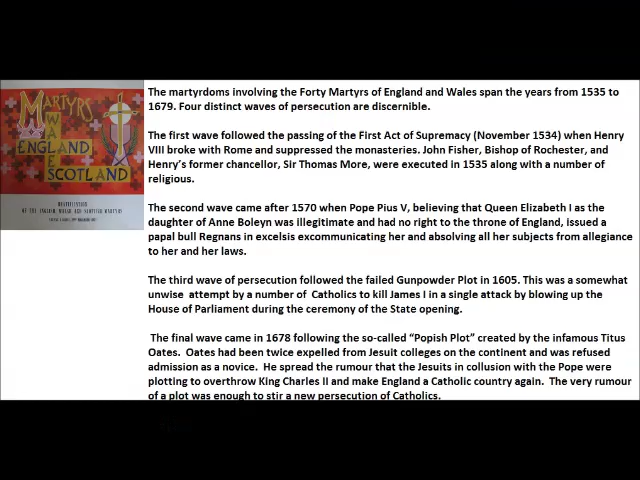 MARTYRS
WALES
ENGLAND
SCOTLAND
BEATIFICATION
OF THE ENGLISH, WELSH AND SCOTTISH MARTYRS
The martyrdoms involving the Forty Martyrs of England and Wales span the years from 1535 to
1679. Four distinct waves of persecution are discernible.
The first wave followed the passing of the First Act of Supremacy (November 1534) when Henry
VIII broke with Rome and suppressed the monasteries. John Fisher, Bishop of Rochester, and
Henry's former chancellor, Sir Thomas More, were executed in 1535 along with a number of
religious.
The second wave came after 1570 when Pope Pius V, believing that Queen Elizabeth I as the
daughter of Anne Boleyn was illegitimate and had no right to the throne of England, issued a
papal bull Regnans in excelsis excommunicating her and absolving all her subjects from allegiance
to her and her laws.
The third wave of persecution followed the failed Gunpowder Plot in 1605. This was a somewhat
unwise attempt by a number of Catholics to kill James I in a single attack by blowing up the
House of Parliament during the ceremony of the State opening.
The final wave came in 1678 following the so-called "Popish Plot" created by the infamous Titus
Oates. Oates had been twice expelled from Jesuit colleges on the continent and was refused
admission as a novice. He spread the rumour that the Jesuits in collusion with the Pope were
plotting to overthrow King Charles II and make England a Catholic country again. The very rumour
of a plot was enough to stir a new persecution of Catholics.